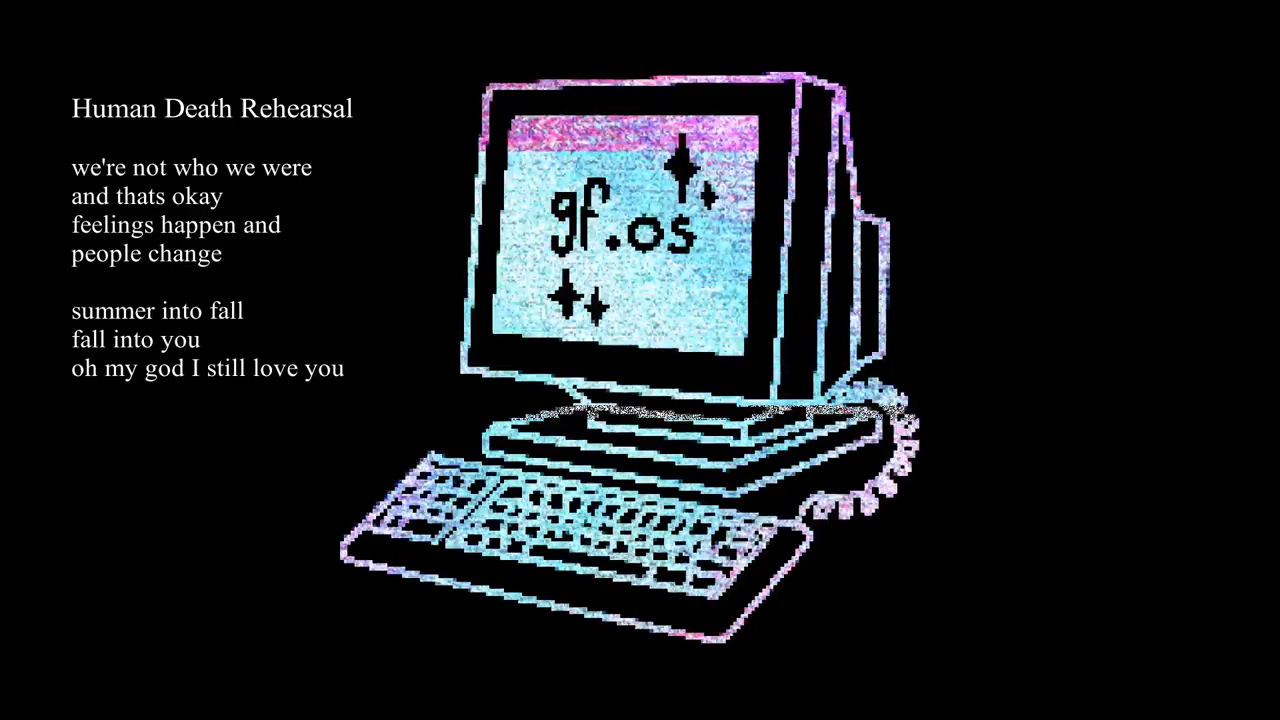 Human Death Rehearsal
we're not who we were
and thats okay
feelings happen and
people change
summer into fall
fall into you
oh my god I still love you
gf.os